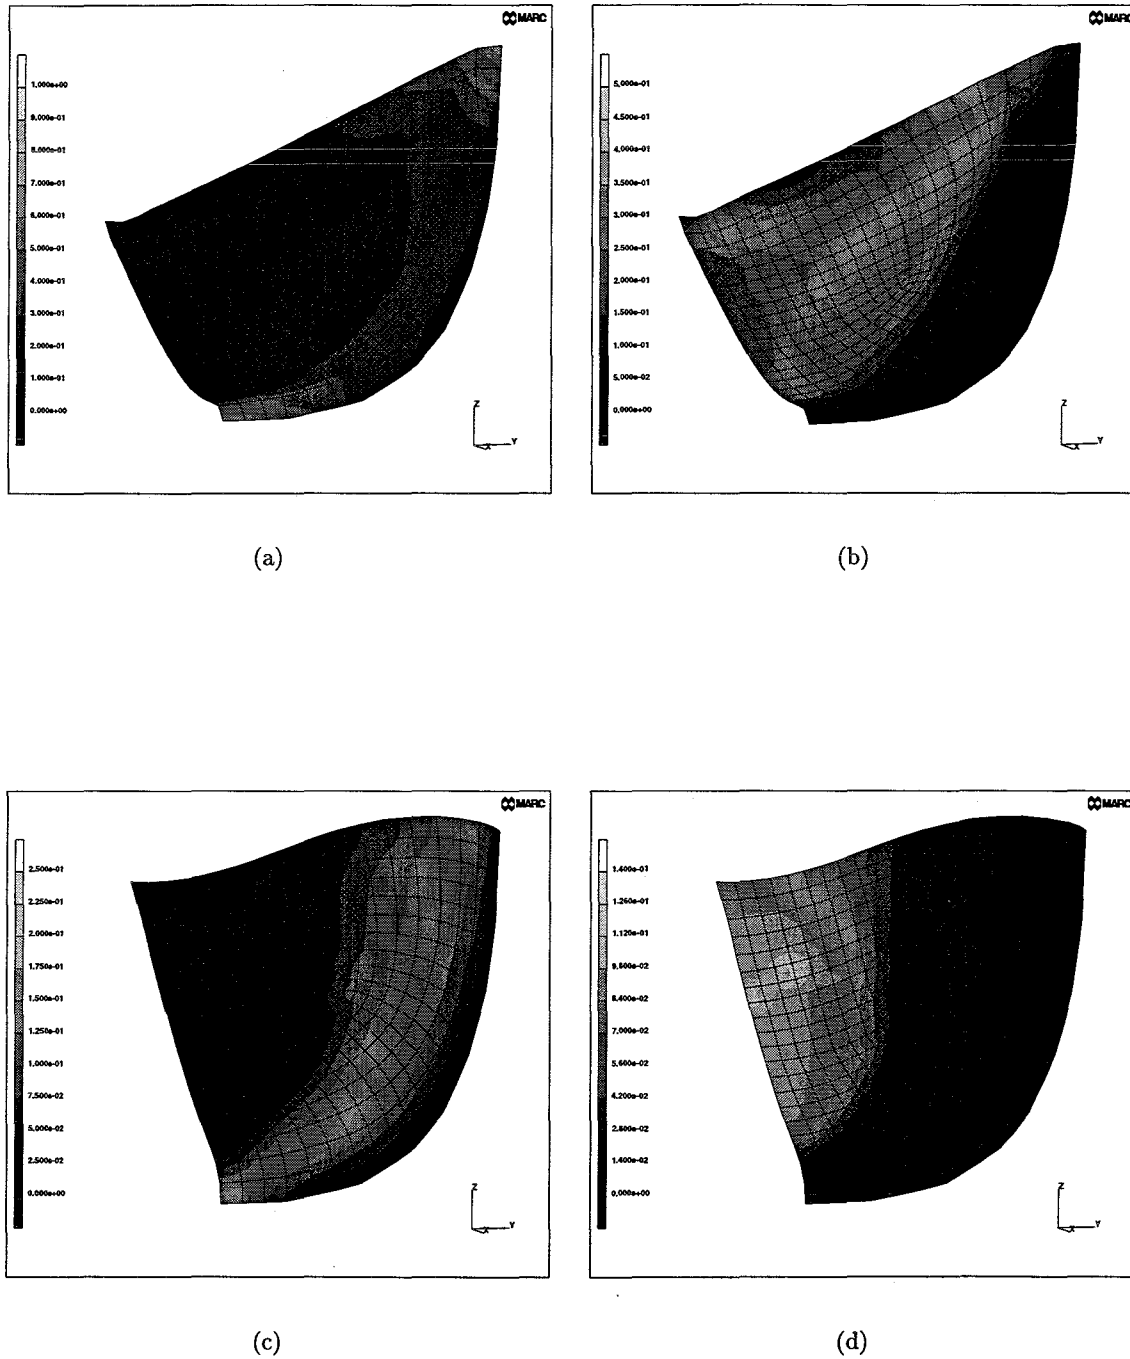 MARC
1.000e+00
9.000e-01
8.000e-01
7.000e-01
6.000e-01
5.000e-01
4.000e-01
3.000e-01
2.000e-01
1.000e-01
0.000e+00
Z
Y
X
(a)
MARC
5.000e-01
4.500e-01
4.000e-01
3.500e-01
3.000e-01
2.500e-01
2.000e-01
1.500e-01
1.000e-01
5.000e-02
0.000e+00
Z
Y
X
(b)
MARC
2.500e-01
2.250e-01
2.000e-01
1.750e-01
1.500e-01
1.250e-01
1.000e-01
7.500e-02
5.000e-02
2.500e-02
0.000e+00
Z
Y
X
(c)
MARC
1.400e-01
1.260e-01
1.120e-01
9.800e-02
8.400e-02
7.000e-02
5.600e-02
4.200e-02
2.800e-02
1.400e-02
0.000e+00
Z
Y
X
(d)